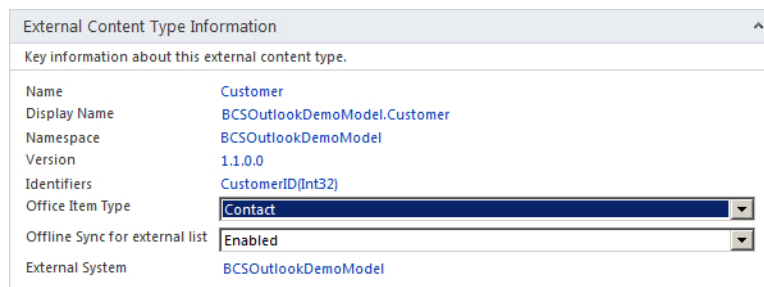 External Content Type Information
Key information about this external content type.
Name Customer
Display Name BCSOutlookDemoModel.Customer
Namespace BCSOutlookDemoModel
Version 1.1.0.0
Identifiers CustomerID(Int32)
Office Item Type Contact
Offline Sync for external list Enabled
External System BCSOutlookDemoModel